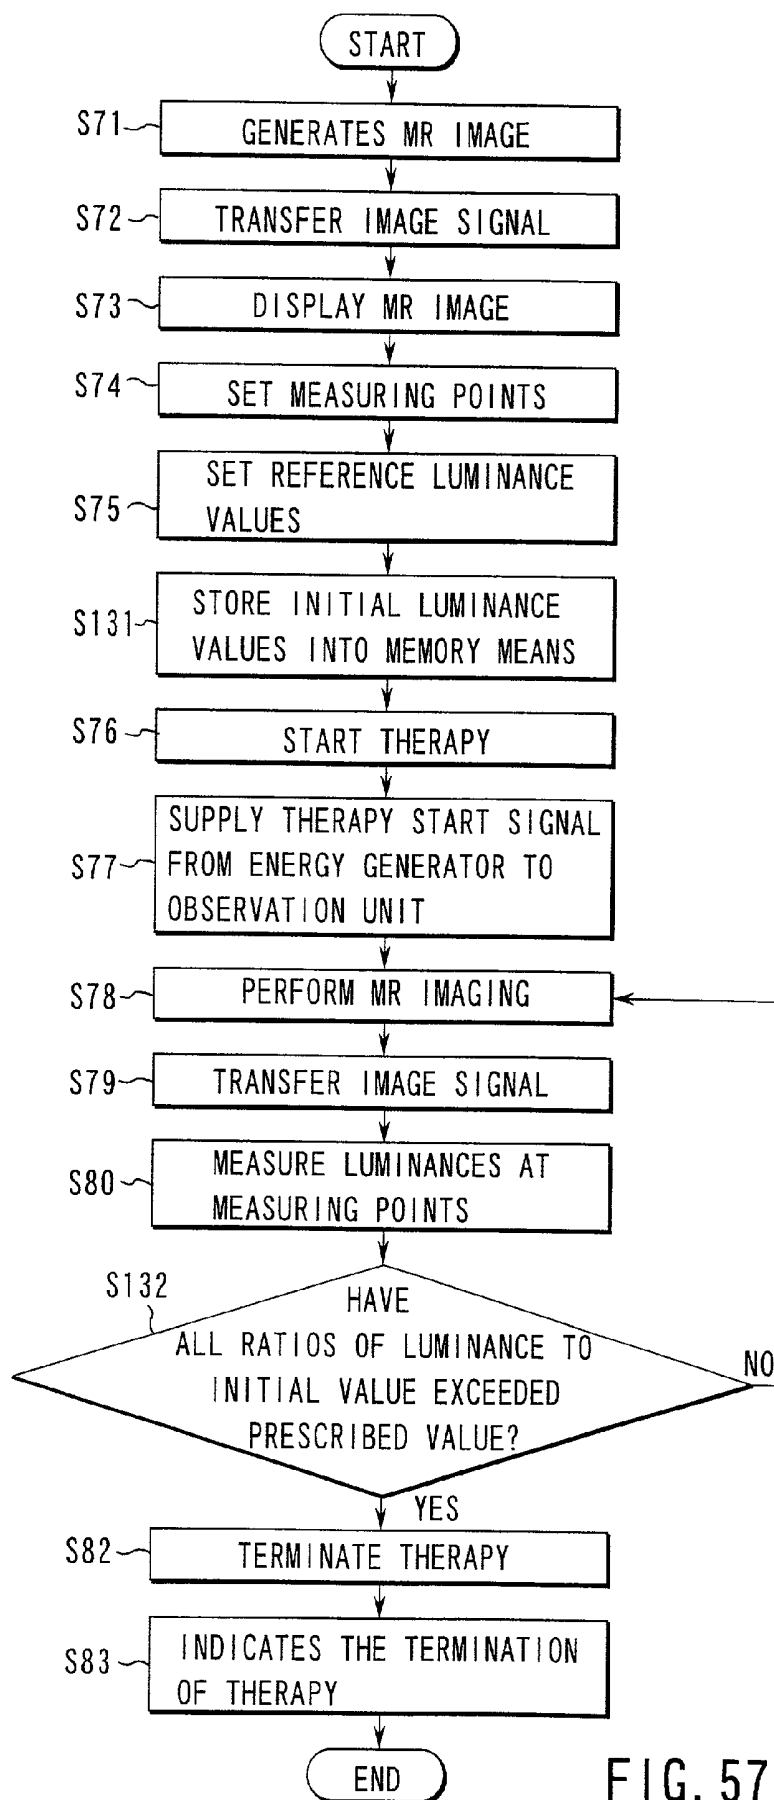 START
S71
GENERATES MR IMAGE
S72
TRANSFER IMAGE SIGNAL
S73
DISPLAY MR IMAGE
S74
SET MEASURING POINTS
S75
SET REFERENCE LUMINANCE
VALUES
S131
STORE INITIAL LUMINANCE
VALUES INTO MEMORY MEANS
S76
START THERAPY
S77
SUPPLY THERAPY START SIGNAL
FROM ENERGY GENERATOR TO
OBSERVATION UNIT
S78
PERFORM MR IMAGING
S79
TRANSFER IMAGE SIGNAL
S80
MEASURE LUMINANCES AT
MEASURING POINTS
S132
HAVE
ALL RATIOS OF LUMINANCE TO
INITIAL VALUE EXCEEDED
PRESCRIBED VALUE?
NO
YES
S82
TERMINATE THERAPY
S83
INDICATES THE TERMINATION
OF THERAPY
END
FIG. 57